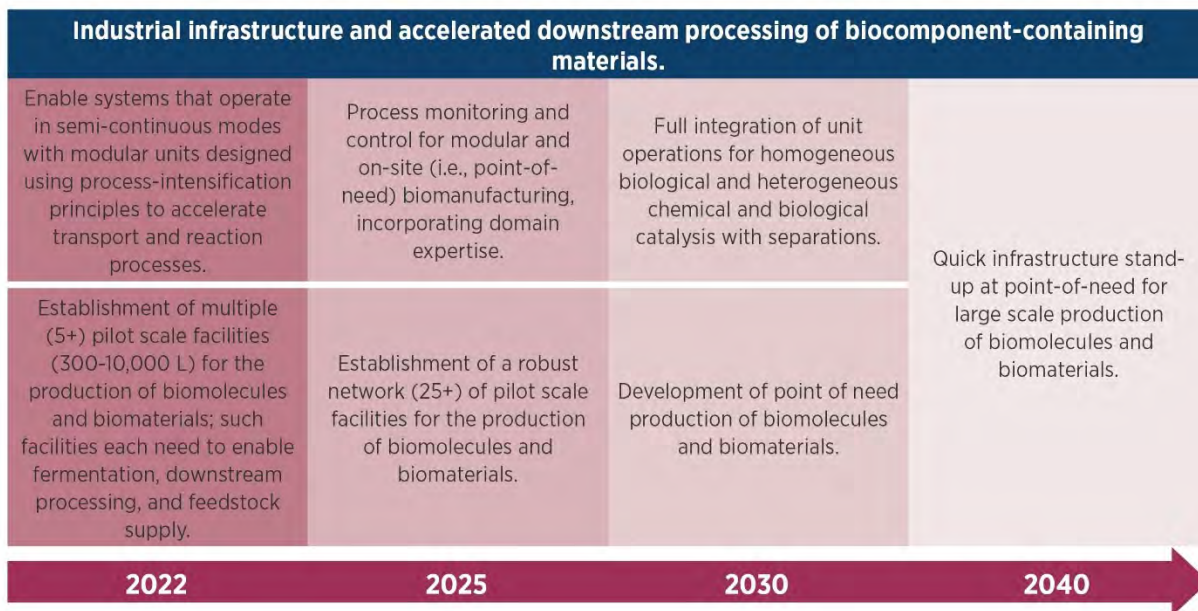 Industrial infrastructure and accelerated downstream processing of biocomponent-containing
materials.
Enable systems that operate
in semi-continuous modes
with modular units designed
using process-intensification
principles to accelerate
transport and reaction
processes.
Process monitoring and
control for modular and
on-site (i.e., point-of-
need) biomanufacturing,
incorporating domain
expertise.
Full integration of unit
operations for homogeneous
biological and heterogeneous
chemical and biological
catalysis with separations.
Quick infrastructure stand-
up at point-of-need for
large scale production
of biomolecules and
biomaterials.
Establishment of multiple
(5+) pilot scale facilities
(300-10,000 L) for the
production of biomolecules
and biomaterials; such
facilities each need to enable
fermentation, downstream
processing, and feedstock
supply.
Establishment of a robust
network (25+) of pilot scale
facilities for the production
of biomolecules and
biomaterials.
Development of point of need
production of biomolecules
and biomaterials.
2022 2025 2030 2040